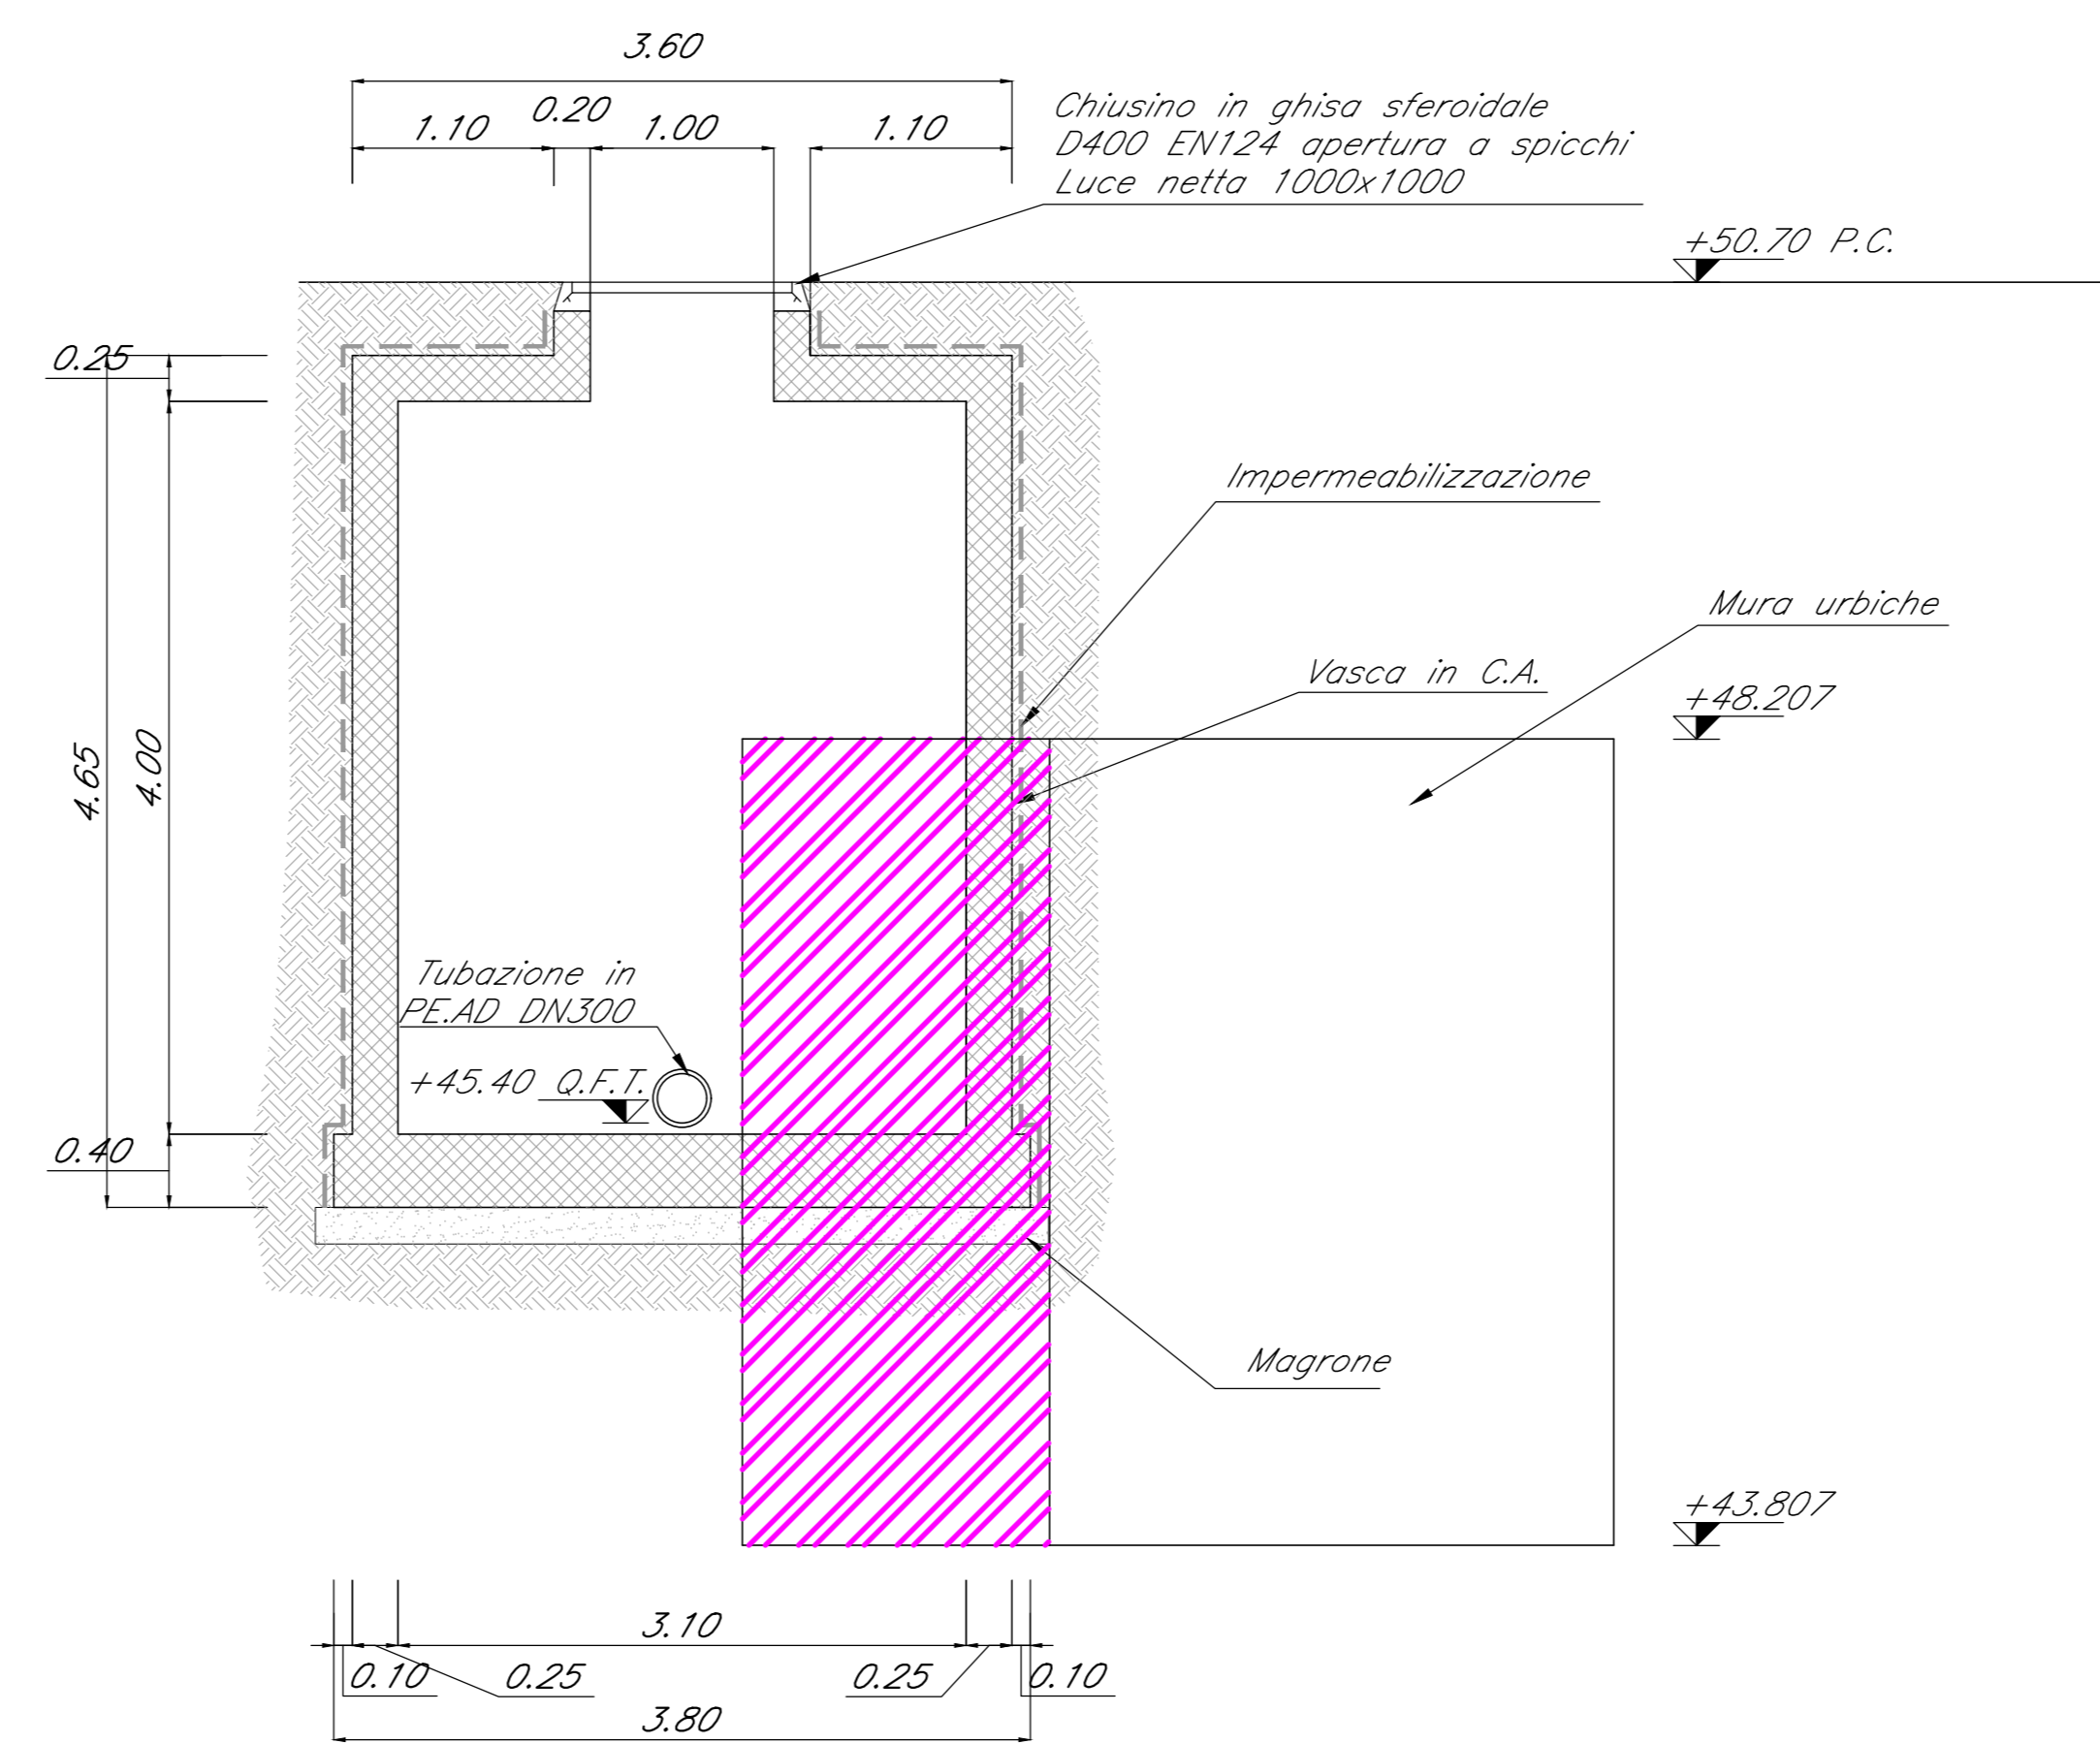 3.60
1.10
0.20
1.00
1.10
Chiusino in ghisa sferoidale
D400 EN124 apertura a spicchi
Luce netta 1000x1000
+50.70 P.C.
0.25
Impermeabilizzazione
Mura urbiche
Vasca in C.A.
+48.207
4.65
4.00
Tubazione in
PE.AD DN300
+45.40 Q.F.T.
0.40
Magrone
+43.807
3.10
0.10
0.25
0.25
0.10
3.80